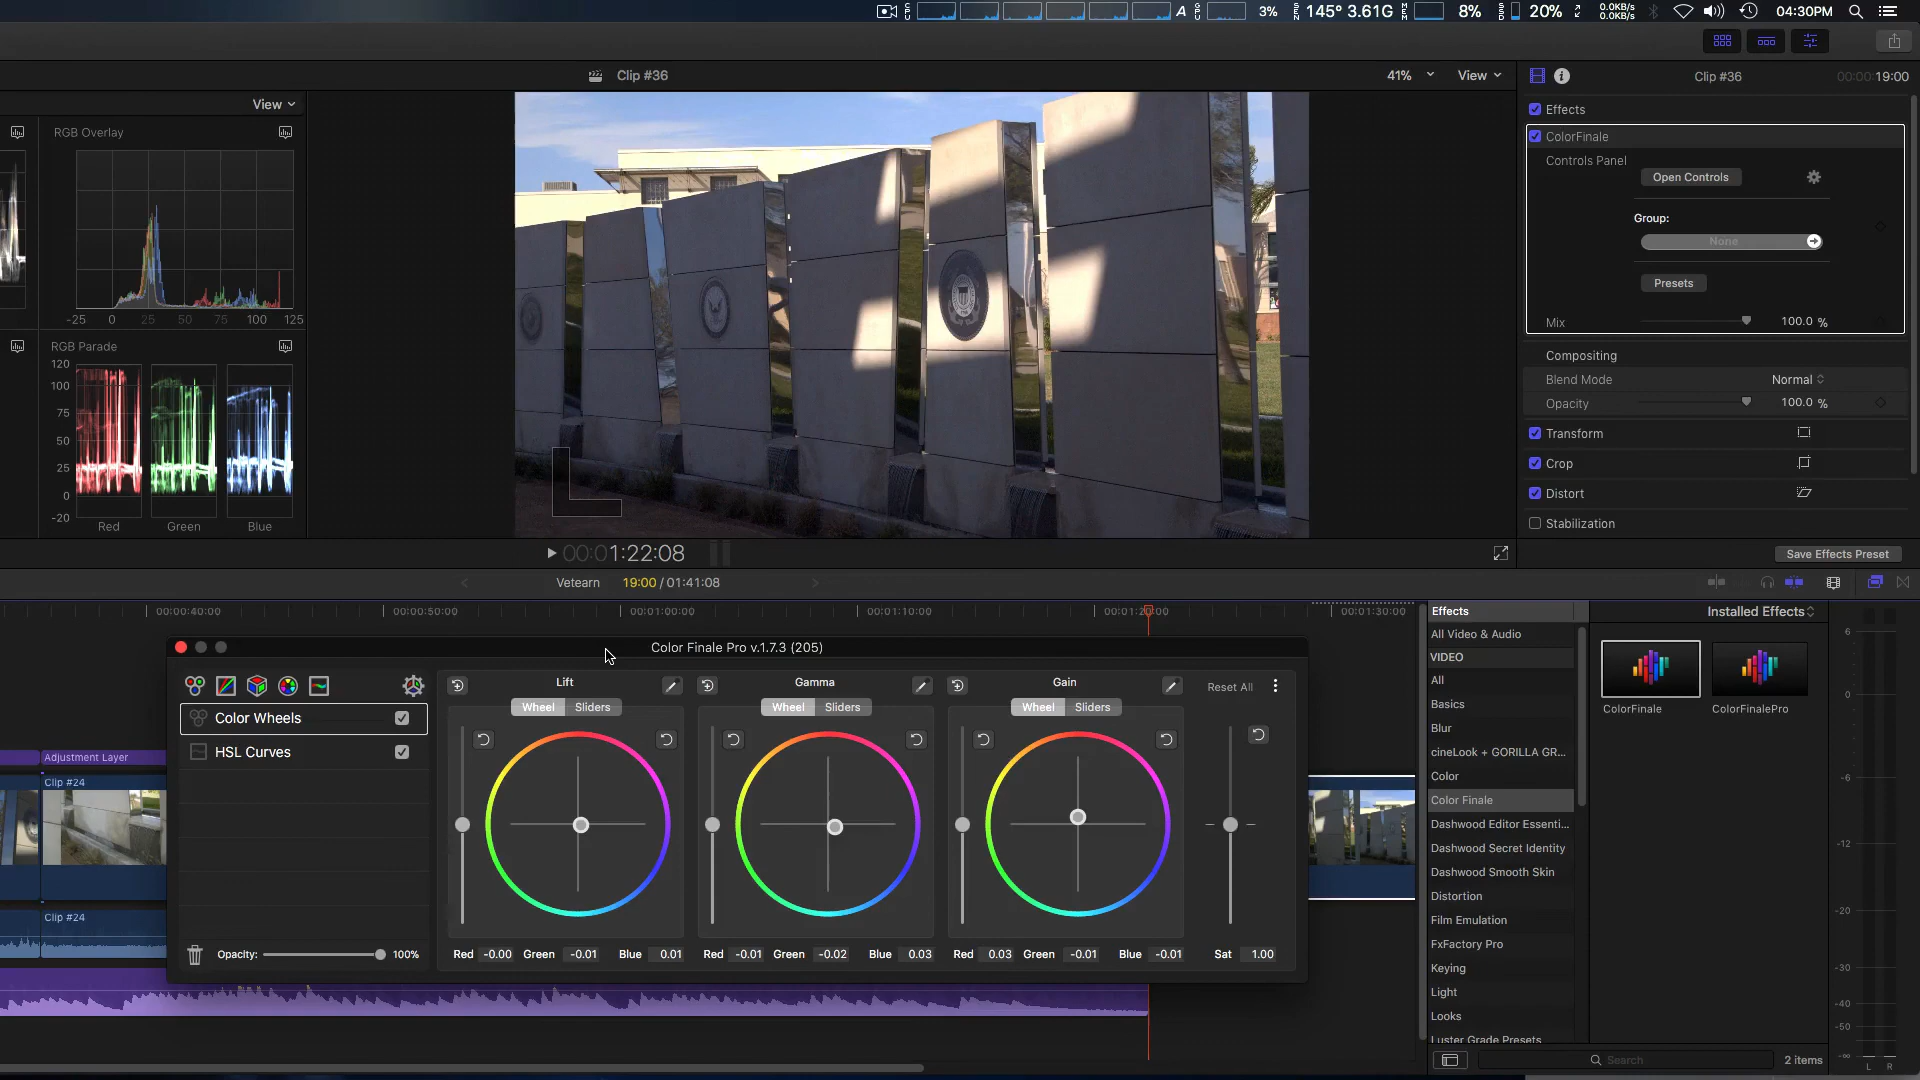 3% 145° 3.61G 8% 20% 0.0KB/s 0.0KB/s 04:30PM
Clip #36 41% View
Clip #36 00:00:19:00
View
RGB Overlay
-25 0 25 50 75 100 125
RGB Parade
120
100
75
50
25
0
-20
Red Green Blue
Effects
ColorFinale
Controls Panel
Open Controls
Group:
None
Presets
Mix 100.0 %
Compositing
Blend Mode Normal
Opacity 100.0 %
Transform
Crop
Distort
Stabilization
Save Effects Preset
00:01:22:08
Vetearn 19:00 / 01:41:08
00:00:40:00 00:00:50:00 00:01:00:00 00:01:10:00 00:01:20:00 00:01:30:00
Color Finale Pro v.1.7.3 (205)
Lift Gamma Gain Reset All
Wheel Sliders Wheel Sliders Wheel Sliders
Color Wheels
HSL Curves
Opacity: 100%
Red -0.00 Green -0.01 Blue 0.01 Red -0.01 Green -0.02 Blue 0.03 Red 0.03 Green -0.01 Blue -0.01 Sat 1.00
Adjustment Layer
Clip #24
Clip #24
Effects
All Video & Audio
VIDEO
All
Basics
Blur
cineLook + GORILLA GR...
Color
Color Finale
Dashwood Editor Essenti...
Dashwood Secret Identity
Dashwood Smooth Skin
Distortion
Film Emulation
FxFactory Pro
Keying
Light
Looks
Luster Grade Presets
Installed Effects
ColorFinale ColorFinalePro
Search 2 items
6
0
-6
-12
-20
-30
-40
-50
-∞
L R